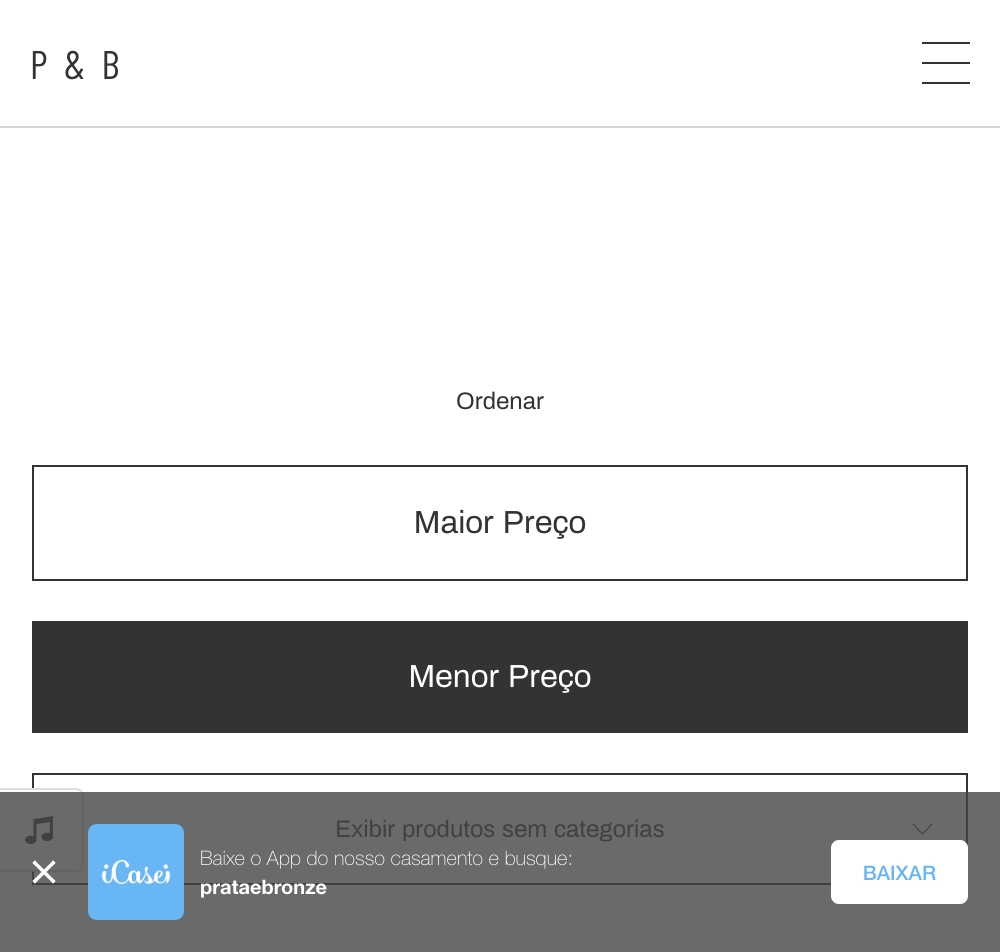 P & B
Ordenar
Maior Preço
Menor Preço
Exibir produtos sem categorias
iCasei
Baixe o App do nosso casamento e busque:
prataebronze
BAIXAR